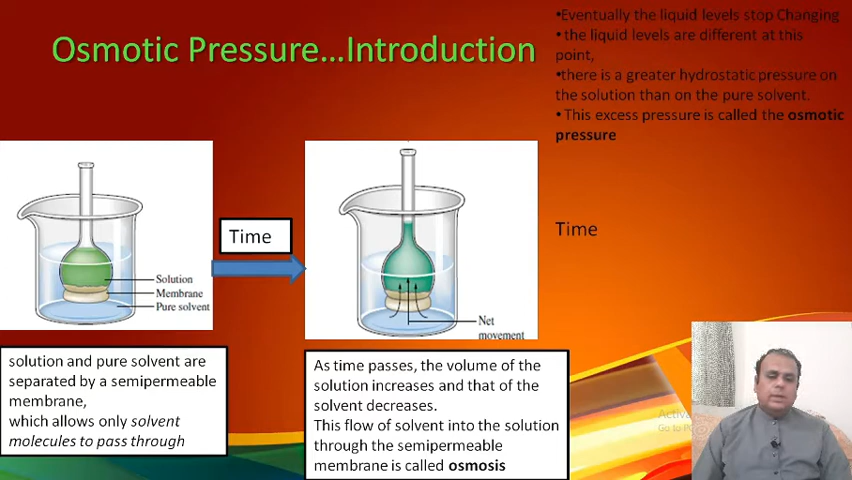 Osmotic Pressure...Introduction
•Eventually the liquid levels stop Changing
• the liquid levels are different at this
point,
•there is a greater hydrostatic pressure on
the solution than on the pure solvent.
• This excess pressure is called the osmotic
pressure
Solution
Membrane
Pure solvent
Time
Net
movement
Time
solution and pure solvent are
separated by a semipermeable
membrane,
which allows only solvent
molecules to pass through
As time passes, the volume of the
solution increases and that of the
solvent decreases.
This flow of solvent into the solution
through the semipermeable
membrane is called osmosis